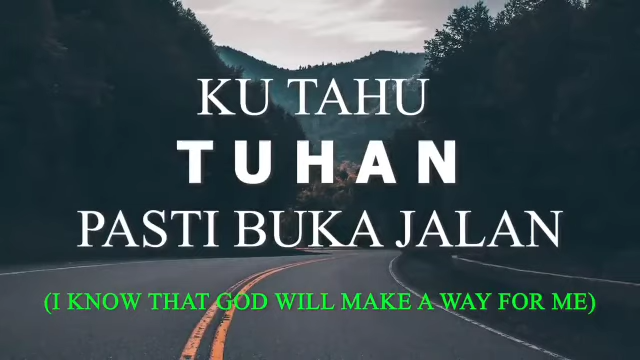 KU TAHU
TUHAN
PASTI BUKA JALAN
(I KNOW THAT GOD WILL MAKE A WAY FOR ME)